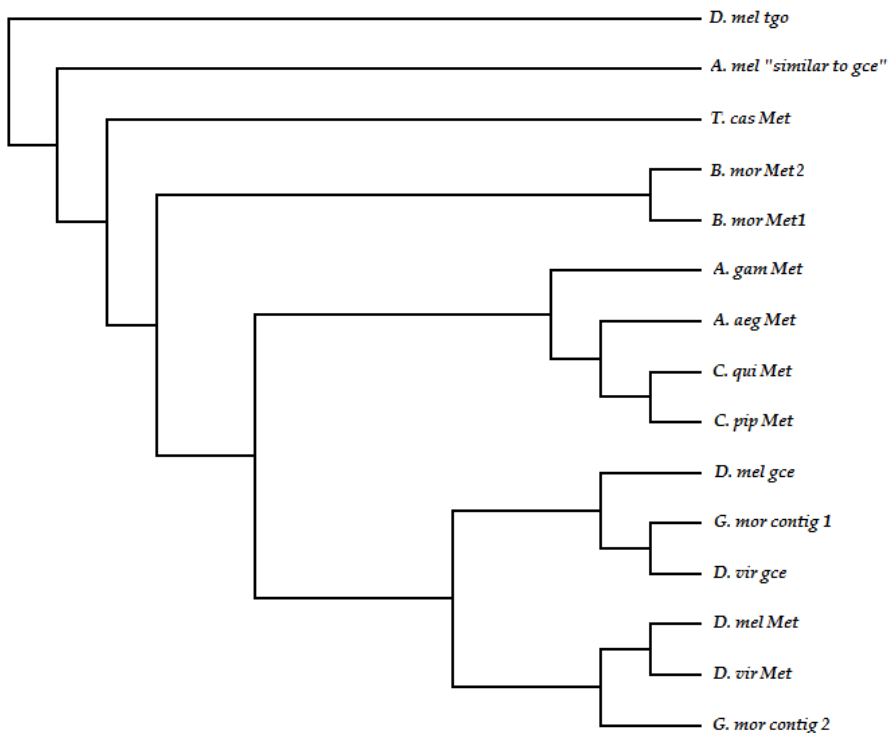 D. mel tgo
A. mel "similar to gce"
T. cas Met
B. mor Met2
B. mor Met1
A. gam Met
A. aeg Met
C. qui Met
C. pip Met
D. mel gce
G. mor contig 1
D. vir gce
D. mel Met
D. vir Met
G. mor contig 2